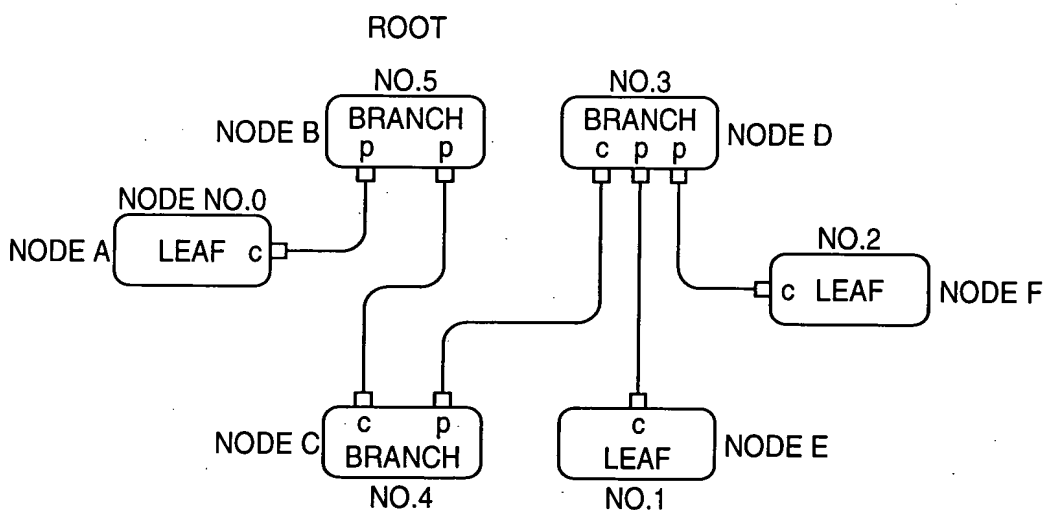 ROOT
NO.5
BRANCH
p p
NODE B
NO.3
BRANCH
c p p
NODE D
NODE NO.0
NODE A
LEAF c
NO.2
c LEAF
NODE F
c p
NODE C
BRANCH
NO.4
c
LEAF
NODE E
NO.1